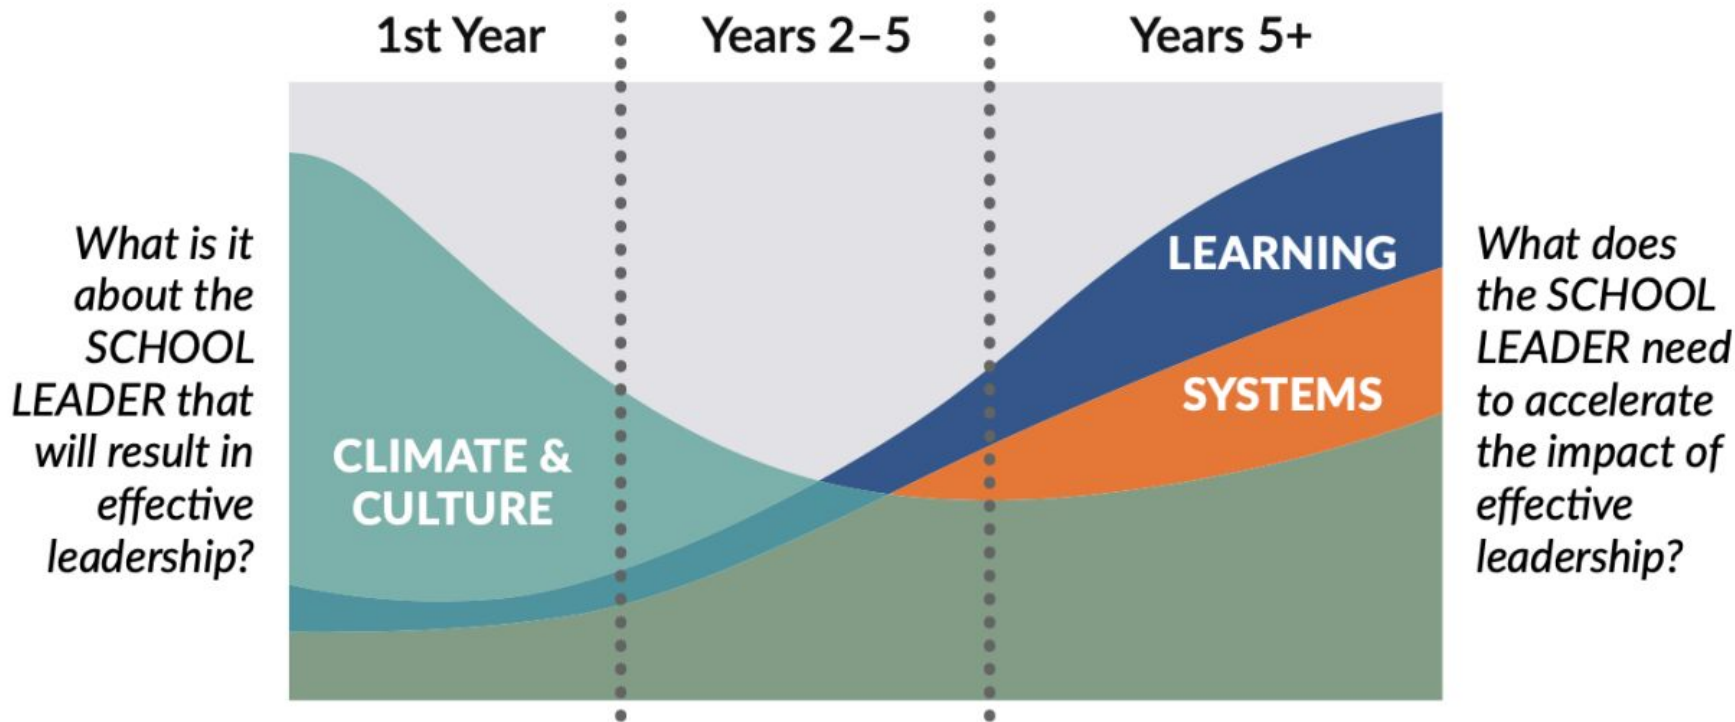 1st Year
Years 2–5
Years 5+
What is it
about the
SCHOOL
LEADER that
will result in
effective
leadership?
CLIMATE &
CULTURE
LEARNING
SYSTEMS
What does
the SCHOOL
LEADER need
to accelerate
the impact of
effective
leadership?